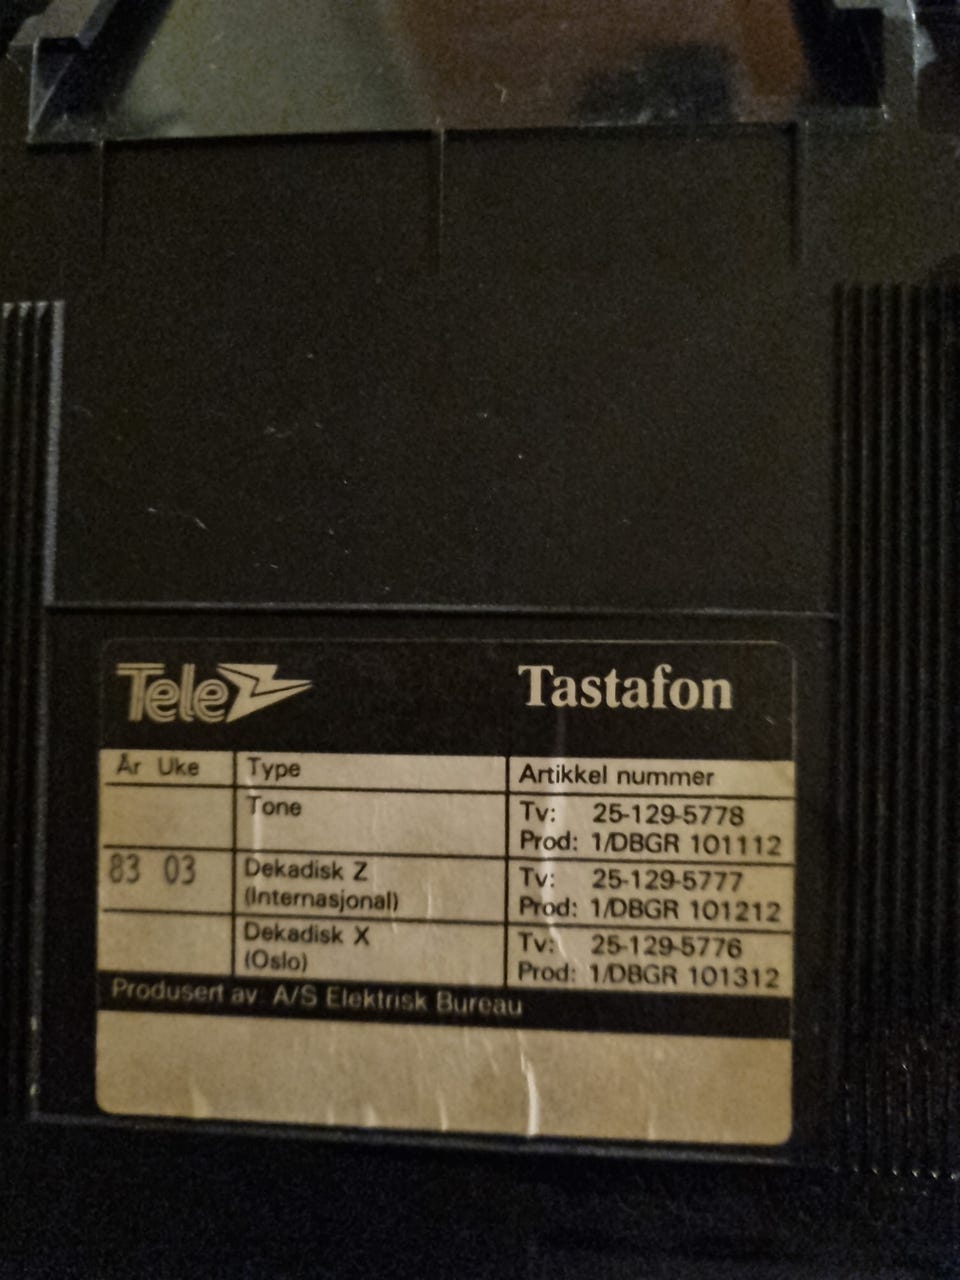 Tele Tastafon
År Uke Type Artikkel nummer
Tone Tv: 25-129-5778
Prod: 1/DBGR 101112
83 03 Dekadisk Z Tv: 25-129-5777
(Internasjonal) Prod: 1/DBGR 101212
Dekadisk X Tv: 25-129-5776
(Oslo) Prod: 1/DBGR 101312
Produsert av: A/S Elektrisk Bureau